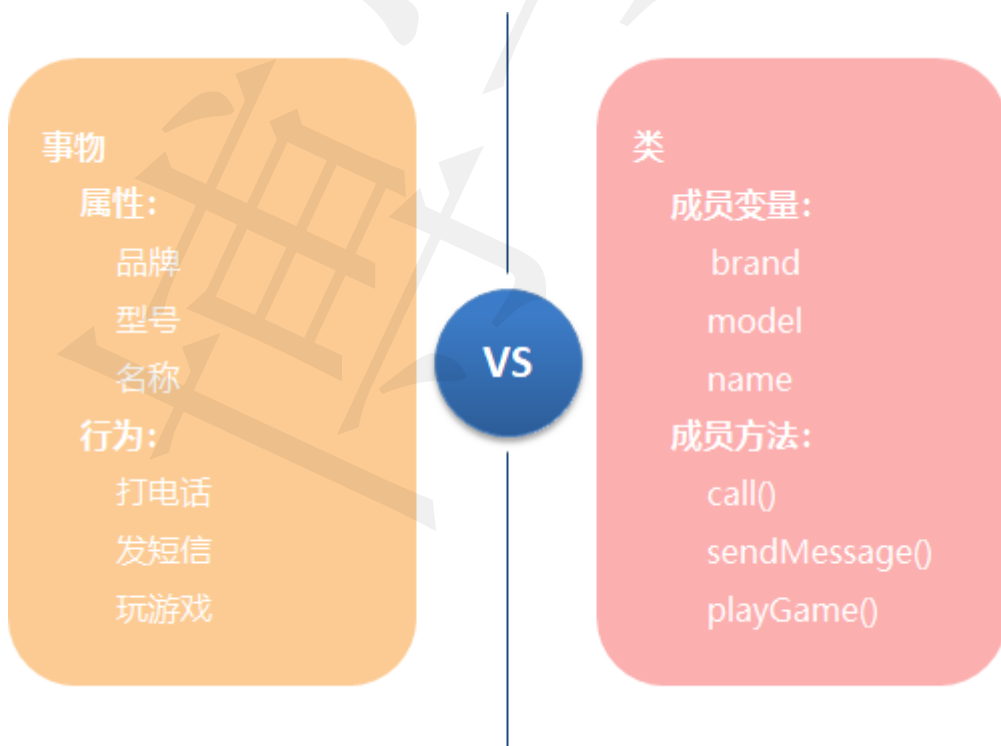 事物
属性：
品牌
型号
名称
行为：
打电话
发短信
玩游戏
VS
类
成员变量：
brand
model
name
成员方法：
call()
sendMessage()
playGame()